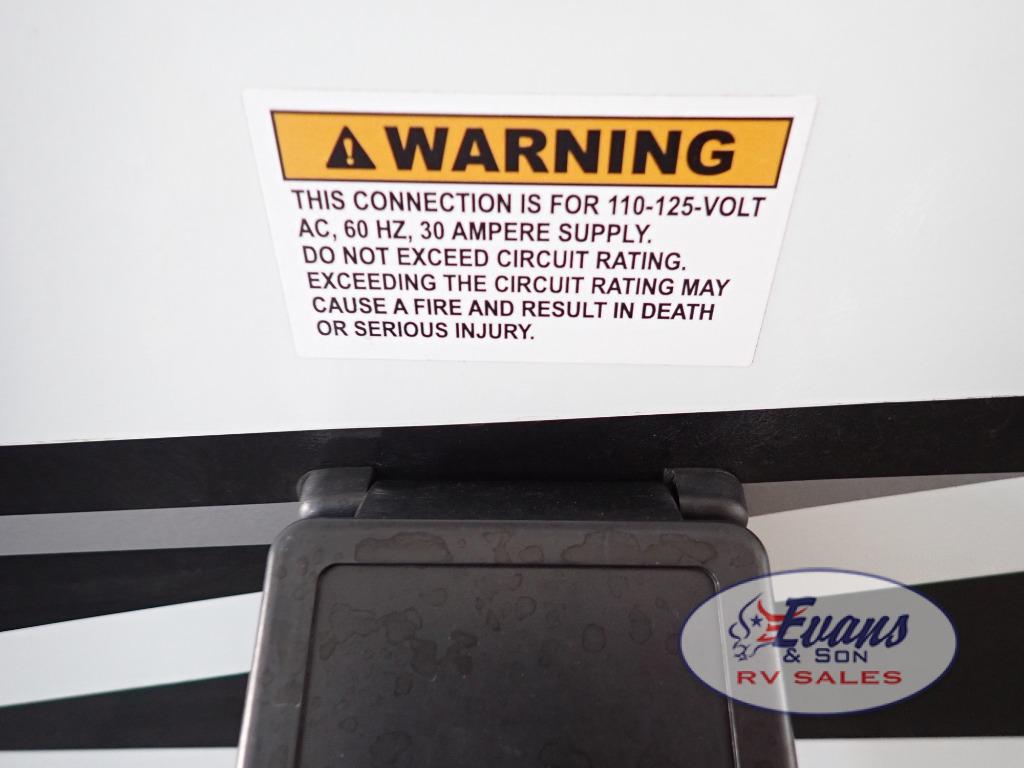 WARNING
THIS CONNECTION IS FOR 110-125-VOLT
AC, 60 HZ, 30 AMPERE SUPPLY.
DO NOT EXCEED CIRCUIT RATING.
EXCEEDING THE CIRCUIT RATING MAY
CAUSE A FIRE AND RESULT IN DEATH
OR SERIOUS INJURY.
Evans
& SON
RV SALES